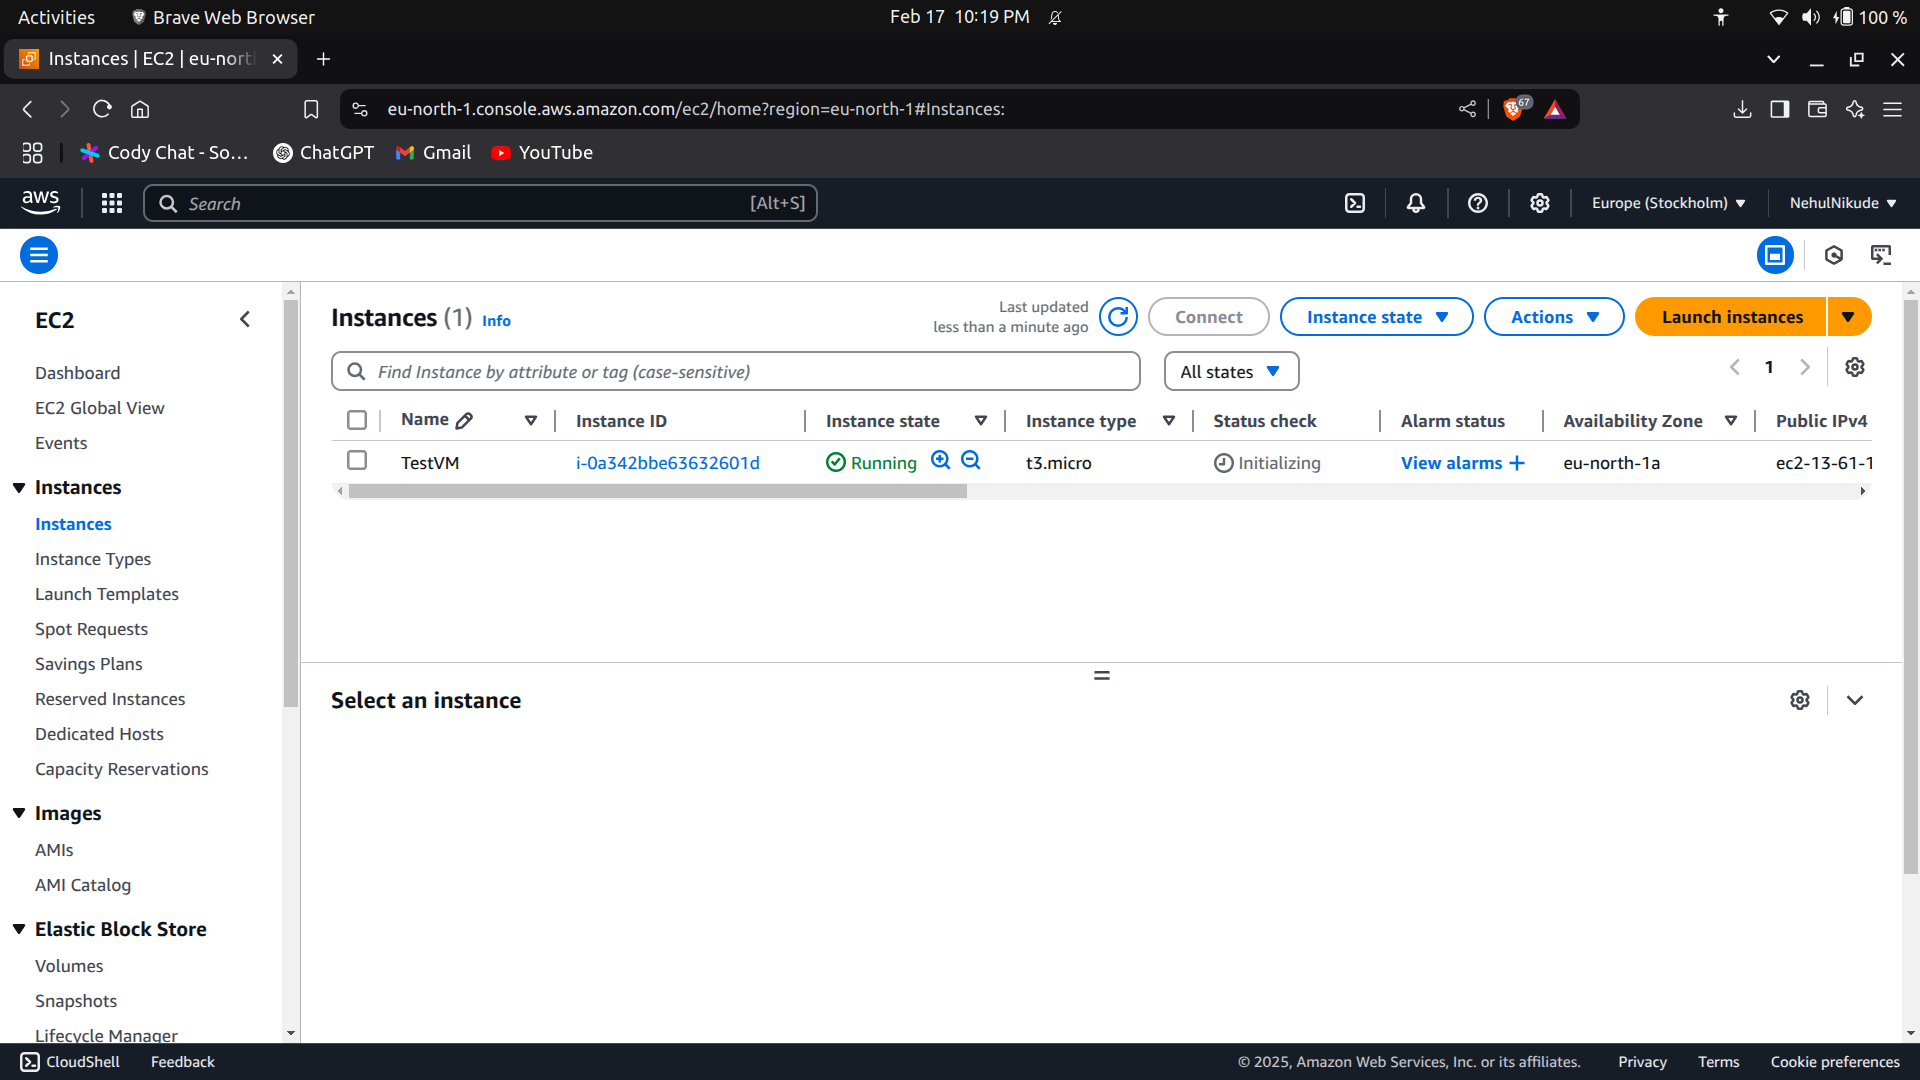 Activities
Brave Web Browser
Feb 17 10:19 PM
100 %
Instances | EC2 | eu-nort
eu-north-1.console.aws.amazon.com/ec2/home?region=eu-north-1#Instances:
67
Cody Chat - So...
ChatGPT
Gmail
YouTube
aws
Search
[Alt+S]
Europe (Stockholm)
NehulNikude
EC2
Dashboard
EC2 Global View
Events
Instances
Instances
Instance Types
Launch Templates
Spot Requests
Savings Plans
Reserved Instances
Dedicated Hosts
Capacity Reservations
Images
AMIs
AMI Catalog
Elastic Block Store
Volumes
Snapshots
Lifecycle Manager
Instances (1) Info
Last updated
less than a minute ago
Connect
Instance state
Actions
Launch instances
Find Instance by attribute or tag (case-sensitive)
All states
1
Name
Instance ID
Instance state
Instance type
Status check
Alarm status
Availability Zone
Public IPv4
TestVM
i-0a342bbe63632601d
Running
t3.micro
Initializing
View alarms +
eu-north-1a
ec2-13-61-1
Select an instance
CloudShell
Feedback
© 2025, Amazon Web Services, Inc. or its affiliates.
Privacy
Terms
Cookie preferences